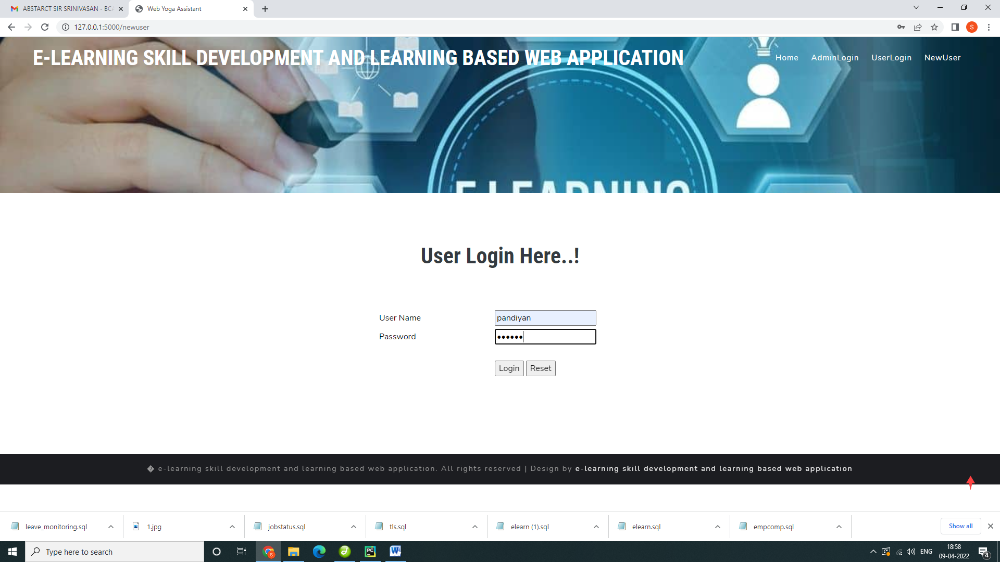 ABSTARCT SIR SRINIVASAN - BCA
Web Yoga Assistant
127.0.0.1:5000/newuser
S
E-LEARNING SKILL DEVELOPMENT AND LEARNING BASED WEB APPLICATION
Home AdminLogin UserLogin NewUser
E LEARNING
User Login Here..!
User Name pandiyan
Password ••••••
Login Reset
� e-learning skill development and learning based web application. All rights reserved | Design by e-learning skill development and learning based web application
leave_monitoring.sql 1.jpg jobstatus.sql tls.sql elearn (1).sql elearn.sql empcomp.sql Show all
Type here to search
S
PC
W
ENG
18:58
09-04-2022
4